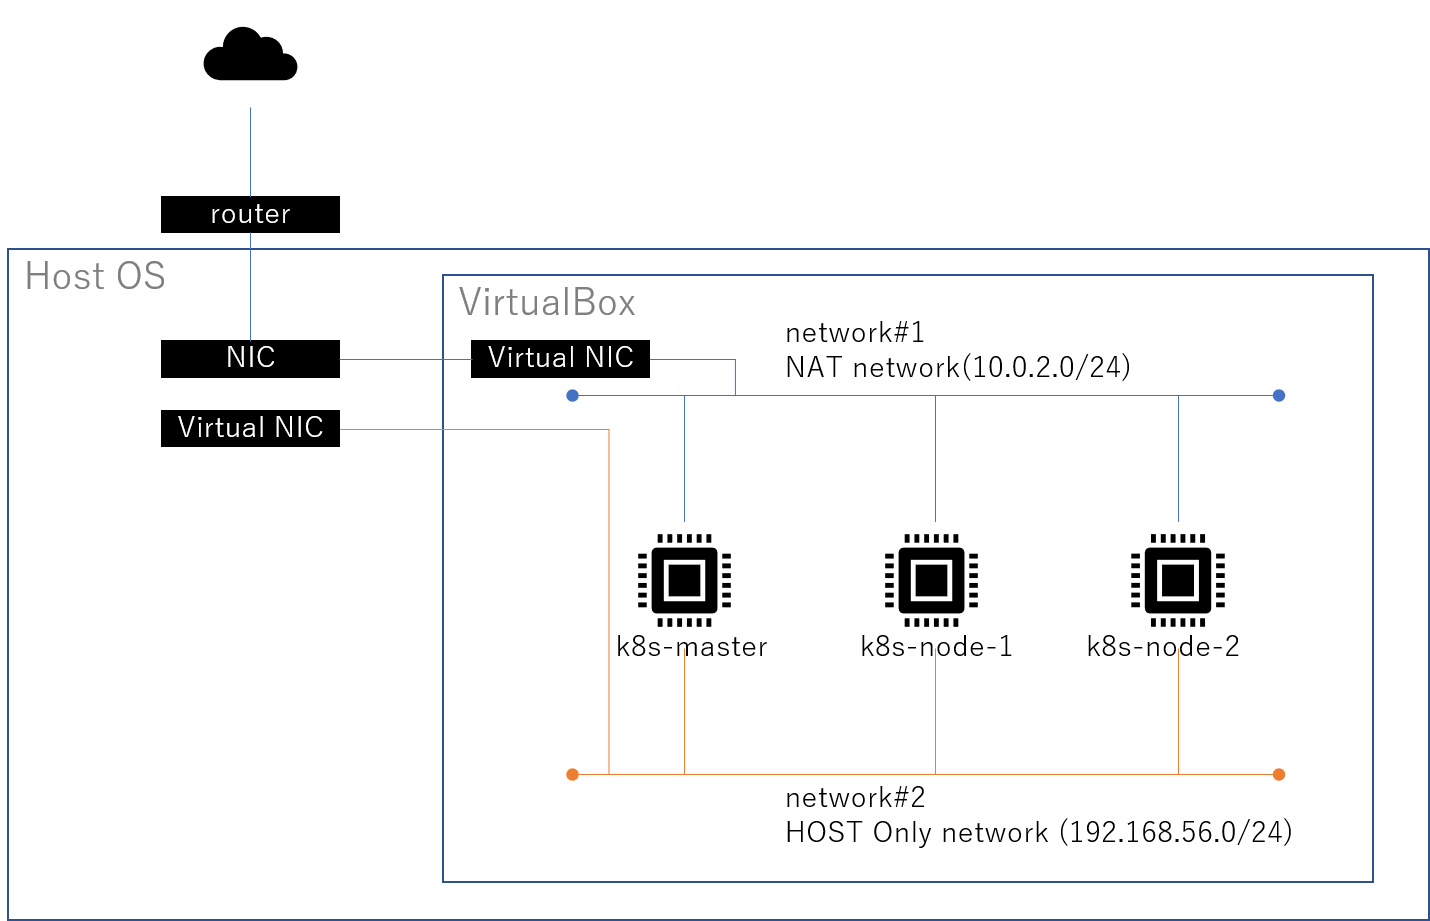 router
Host OS
VirtualBox
NIC
Virtual NIC
network#1
NAT network(10.0.2.0/24)
Virtual NIC
k8s-master
k8s-node-1
k8s-node-2
network#2
HOST Only network (192.168.56.0/24)